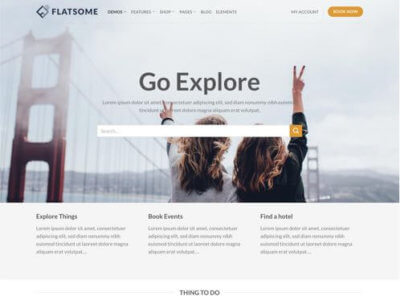 FLATSOME
DEMOS FEATURES SHOP PAGES BLOG ELEMENTS
MY ACCOUNT
BOOK NOW
Go Explore
Lorem ipsum dolor sit amet, consectetuer adipiscing elit, sed diam nonummy nibh euismod
tincidunt ut laoreet dolore magna aliquam erat volutpat.
Search...
Explore Things
Lorem ipsum dolor sit amet, consectetuer
adipiscing elit, sed diam nonummy nibh
euismod ut laoreet dolore magna aliquam
erat volutpat....
Book Events
Lorem ipsum dolor sit amet, consectetuer
adipiscing elit, sed diam nonummy nibh
euismod ut laoreet dolore magna
aliquam erat volutpat....
Find a hotel
Lorem ipsum dolor sit amet, consectetuer
adipiscing elit, sed diam nonummy nibh
euismod ut laoreet dolore magna
aliquam erat volutpat....
THING TO DO